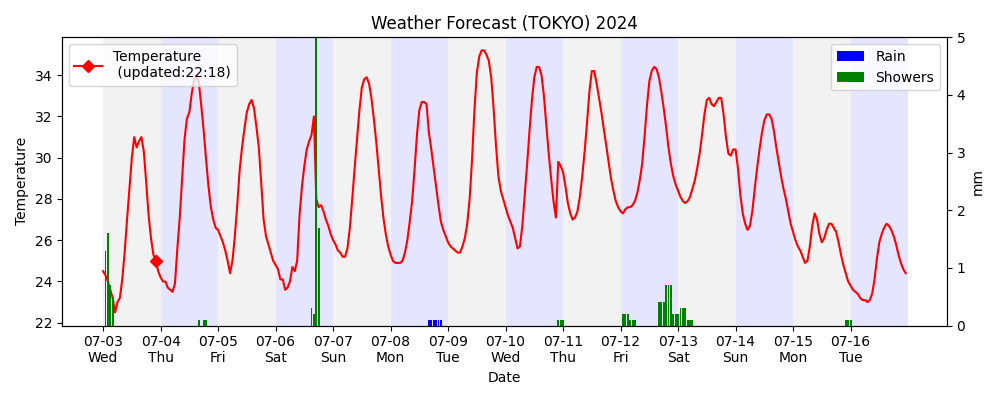 Weather Forecast (TOKYO) 2024
Temperature
(updated:22:18)
Rain
Showers
Temperature
34
32
30
28
26
24
22
5
4
3
2
1
0
mm
07-03 07-04 07-05 07-06 07-07 07-08 07-09 07-10 07-11 07-12 07-13 07-14 07-15 07-16
Wed Thu Fri Sat Sun Mon Tue Wed Thu Fri Sat Sun Mon Tue
Date